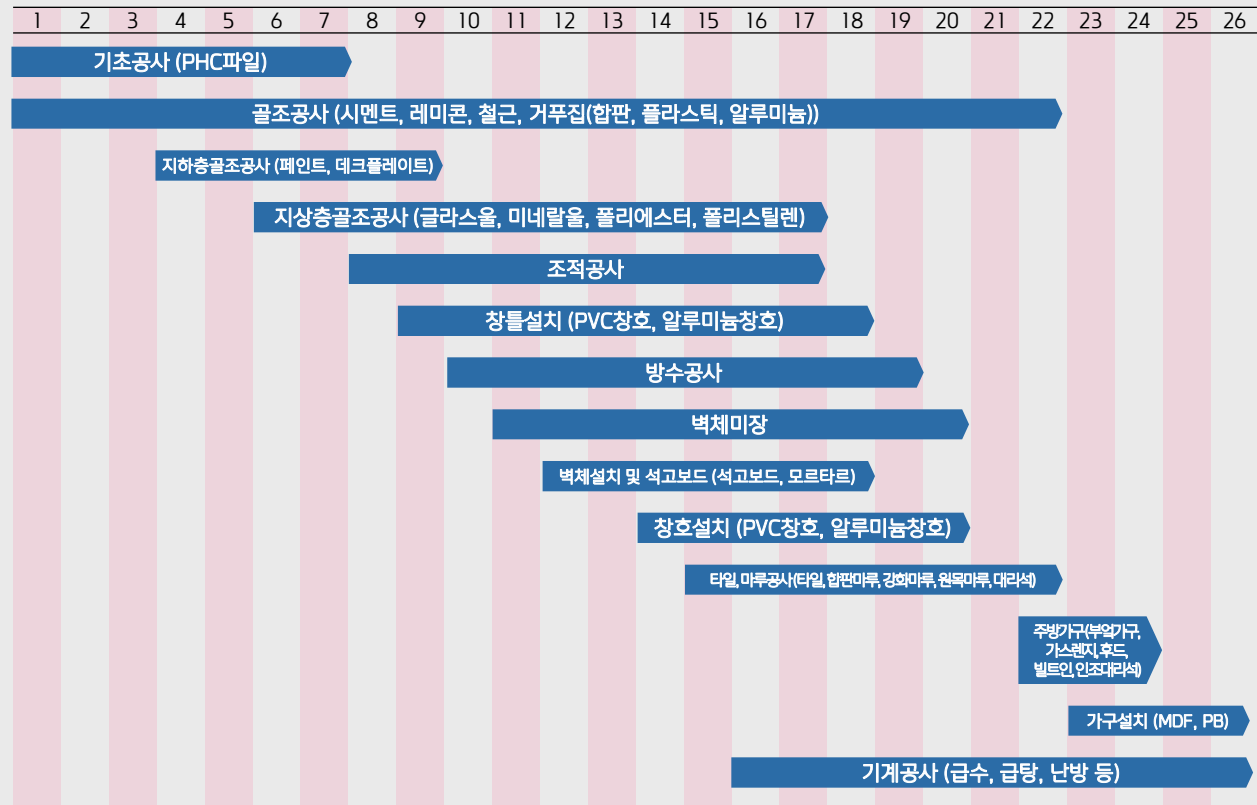 1 2 3 4 5 6 7 8 9 10 11 12 13 14 15 16 17 18 19 20 21 22 23 24 25 26
기초공사 (PHC파일)
골조공사 (시멘트, 레미콘, 철근, 거푸집(합판, 플라스틱, 알루미늄))
지하층골조공사 (페인트, 데크플레이트)
지상층골조공사 (글라스울, 미네랄울, 폴리에스터, 폴리스틸렌)
조적공사
창틀설치 (PVC창호, 알루미늄창호)
방수공사
벽체미장
벽체설치 및 석고보드 (석고보드, 모르타르)
창호설치 (PVC창호, 알루미늄창호)
타일, 마루공사(타일, 합판마루, 강화마루, 원목마루, 대리석)
주방가구(부엌가구,
가스렌지, 후드,
빌트인, 인조대리석)
가구설치 (MDF, PB)
기계공사 (급수, 급탕, 난방 등)